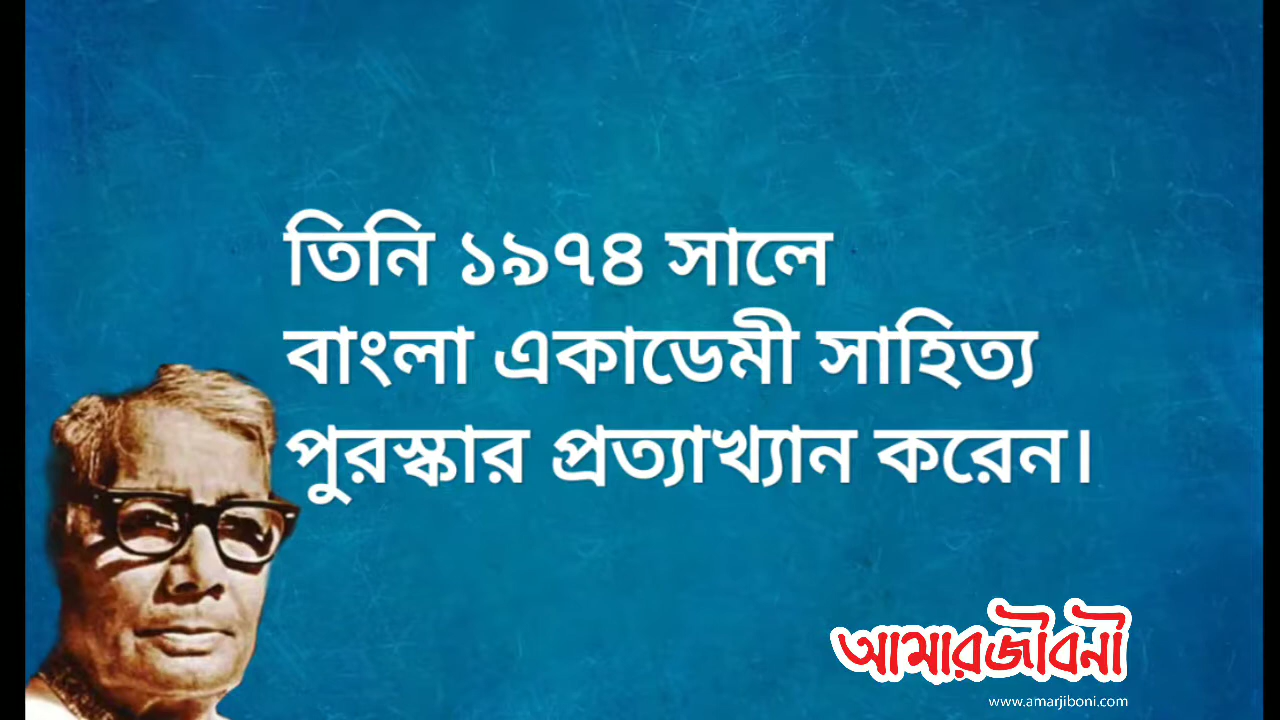 তিনি ১৯৭৪ সালে
বাংলা একাডেমী সাহিত্য
পুরস্কার প্রত্যাখ্যান করেন।
আমারজীবনী
www.amarjiboni.com